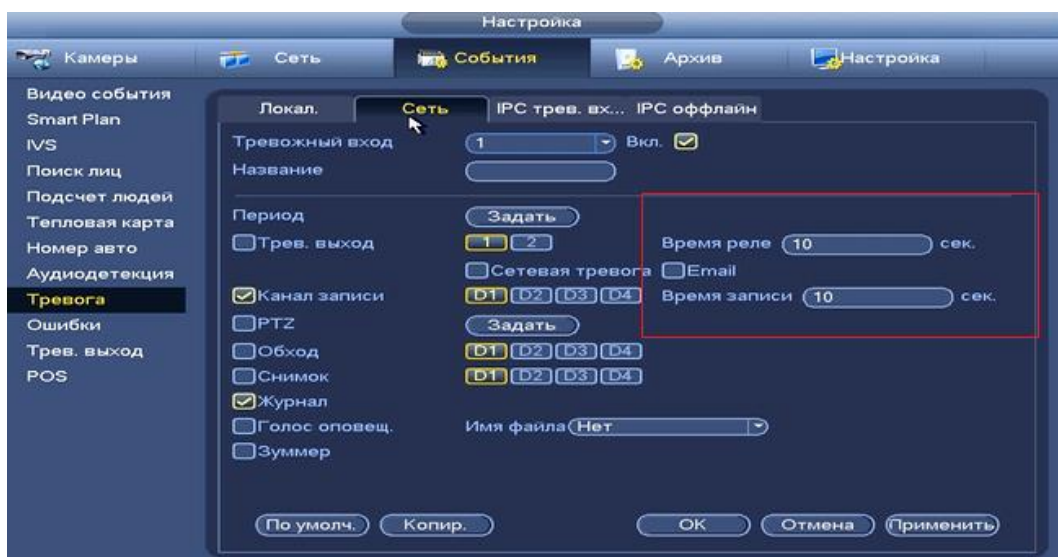 Настройка
Камеры Сеть События Архив Настройка
Видео события
Smart Plan
IVS
Поиск лиц
Подсчет людей
Тепловая карта
Номер авто
Аудиодетекция
Тревога
Ошибки
Трев. выход
POS
Локал. Сеть IPC трев. вх... IPC оффлайн
Тревожный вход 1 Вкл.
Название
Период Задать
Трев. выход 1 2 Время реле 10 сек.
Сетевая тревога Email
Канал записи D1 D2 D3 D4 Время записи 10 сек.
PTZ Задать
Обход D1 D2 D3 D4
Снимок D1 D2 D3 D4
Журнал
Голос оповещ. Имя файла Нет
Зуммер
По умолч. Копир. OK Отмена Применить